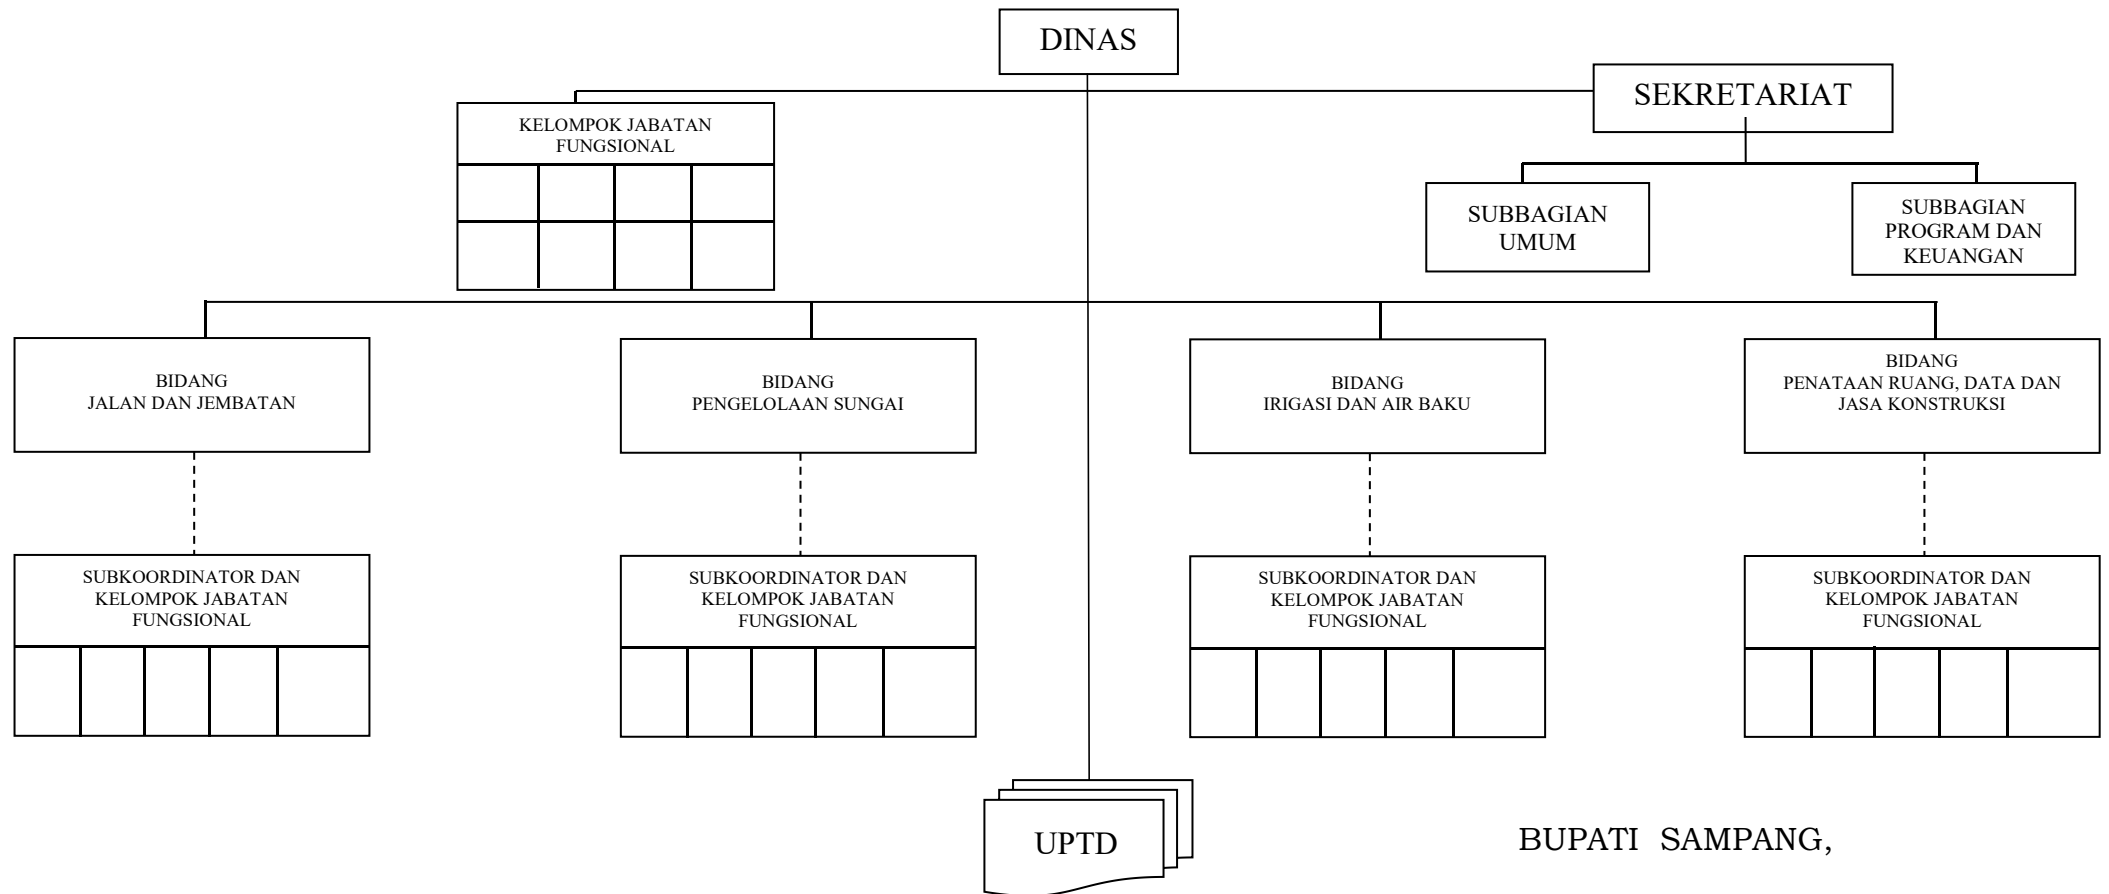 DINAS
SEKRETARIAT
KELOMPOK JABATAN
FUNGSIONAL
SUBBAGIAN
UMUM
SUBBAGIAN
PROGRAM DAN
KEUANGAN
BIDANG
JALAN DAN JEMBATAN
BIDANG
PENGELOLAAN SUNGAI
BIDANG
IRIGASI DAN AIR BAKU
BIDANG
PENATAAN RUANG, DATA DAN
JASA KONSTRUKSI
SUBKOORDINATOR DAN
KELOMPOK JABATAN
FUNGSIONAL
SUBKOORDINATOR DAN
KELOMPOK JABATAN
FUNGSIONAL
SUBKOORDINATOR DAN
KELOMPOK JABATAN
FUNGSIONAL
SUBKOORDINATOR DAN
KELOMPOK JABATAN
FUNGSIONAL
UPTD
BUPATI SAMPANG,